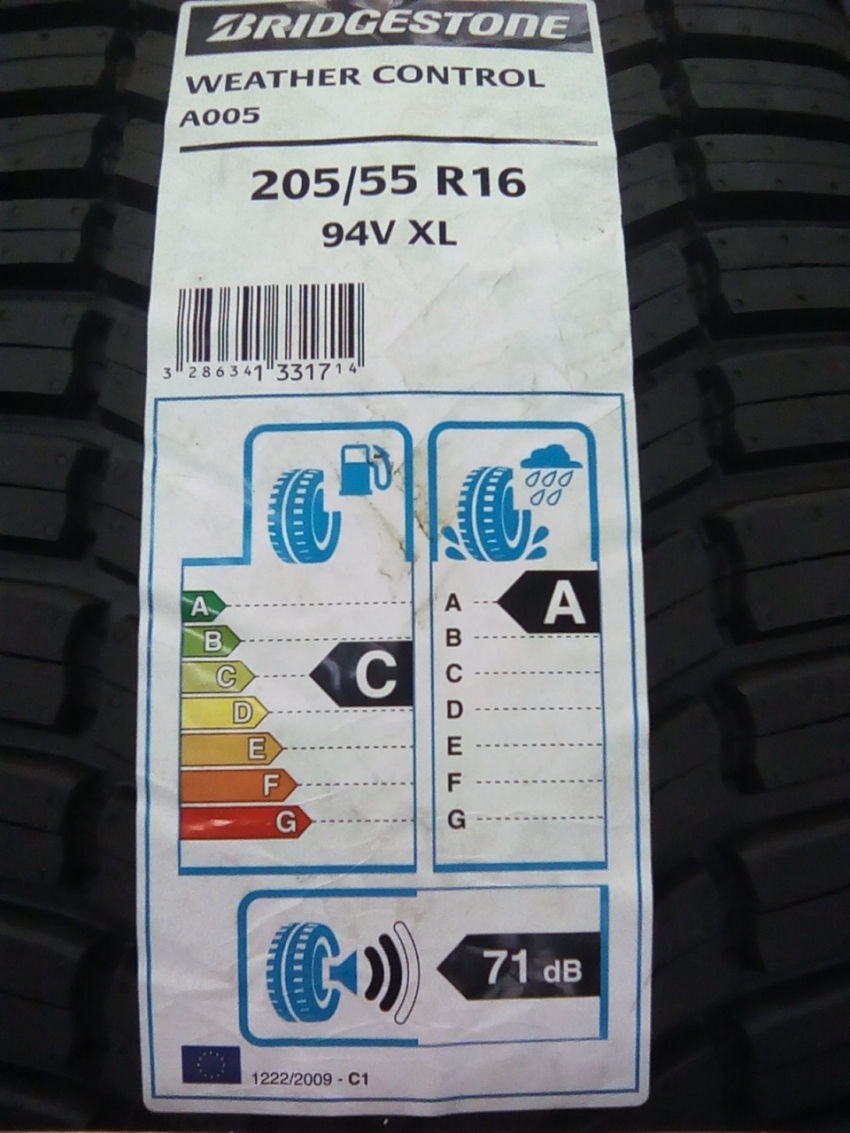 BRIDGESTONE
WEATHER CONTROL
A005
205/55 R16
94V XL
3 286341 331714
A
B
C
D
E
F
G
C
A
B
C
D
E
F
G
A
71 dB
1222/2009 - C1